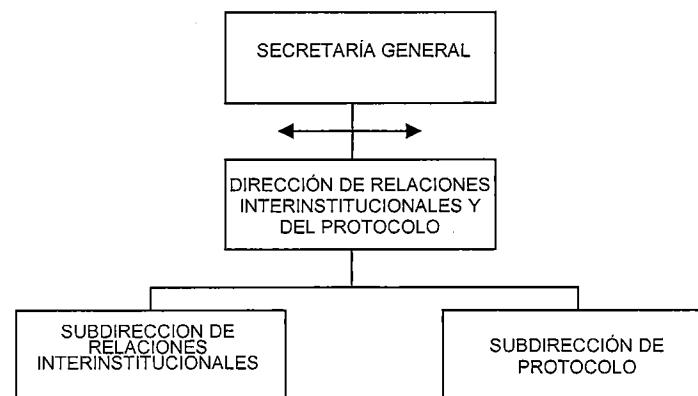 SECRETARÍA GENERAL
DIRECCIÓN DE RELACIONES
INTERINSTITUCIONALES Y
DEL PROTOCOLO
SUBDIRECCION DE
RELACIONES
INTERINSTITUCIONALES
SUBDIRECCIÓN DE
PROTOCOLO